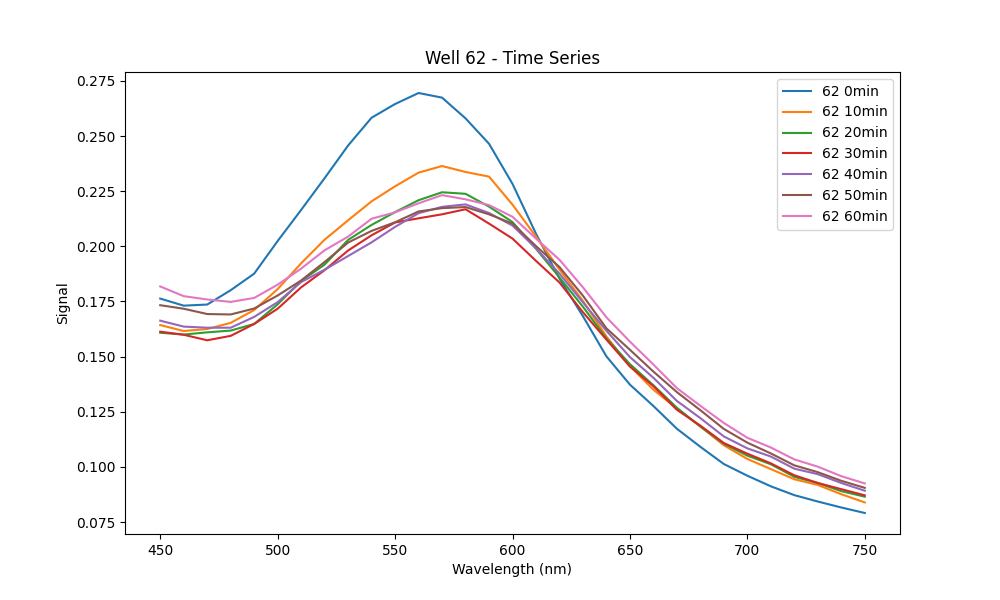 Well 62 - Time Series
0.275
0.250
0.225
0.200
0.175
0.150
0.125
0.100
0.075
Signal
62 0min
62 10min
62 20min
62 30min
62 40min
62 50min
62 60min
450 500 550 600 650 700 750
Wavelength (nm)